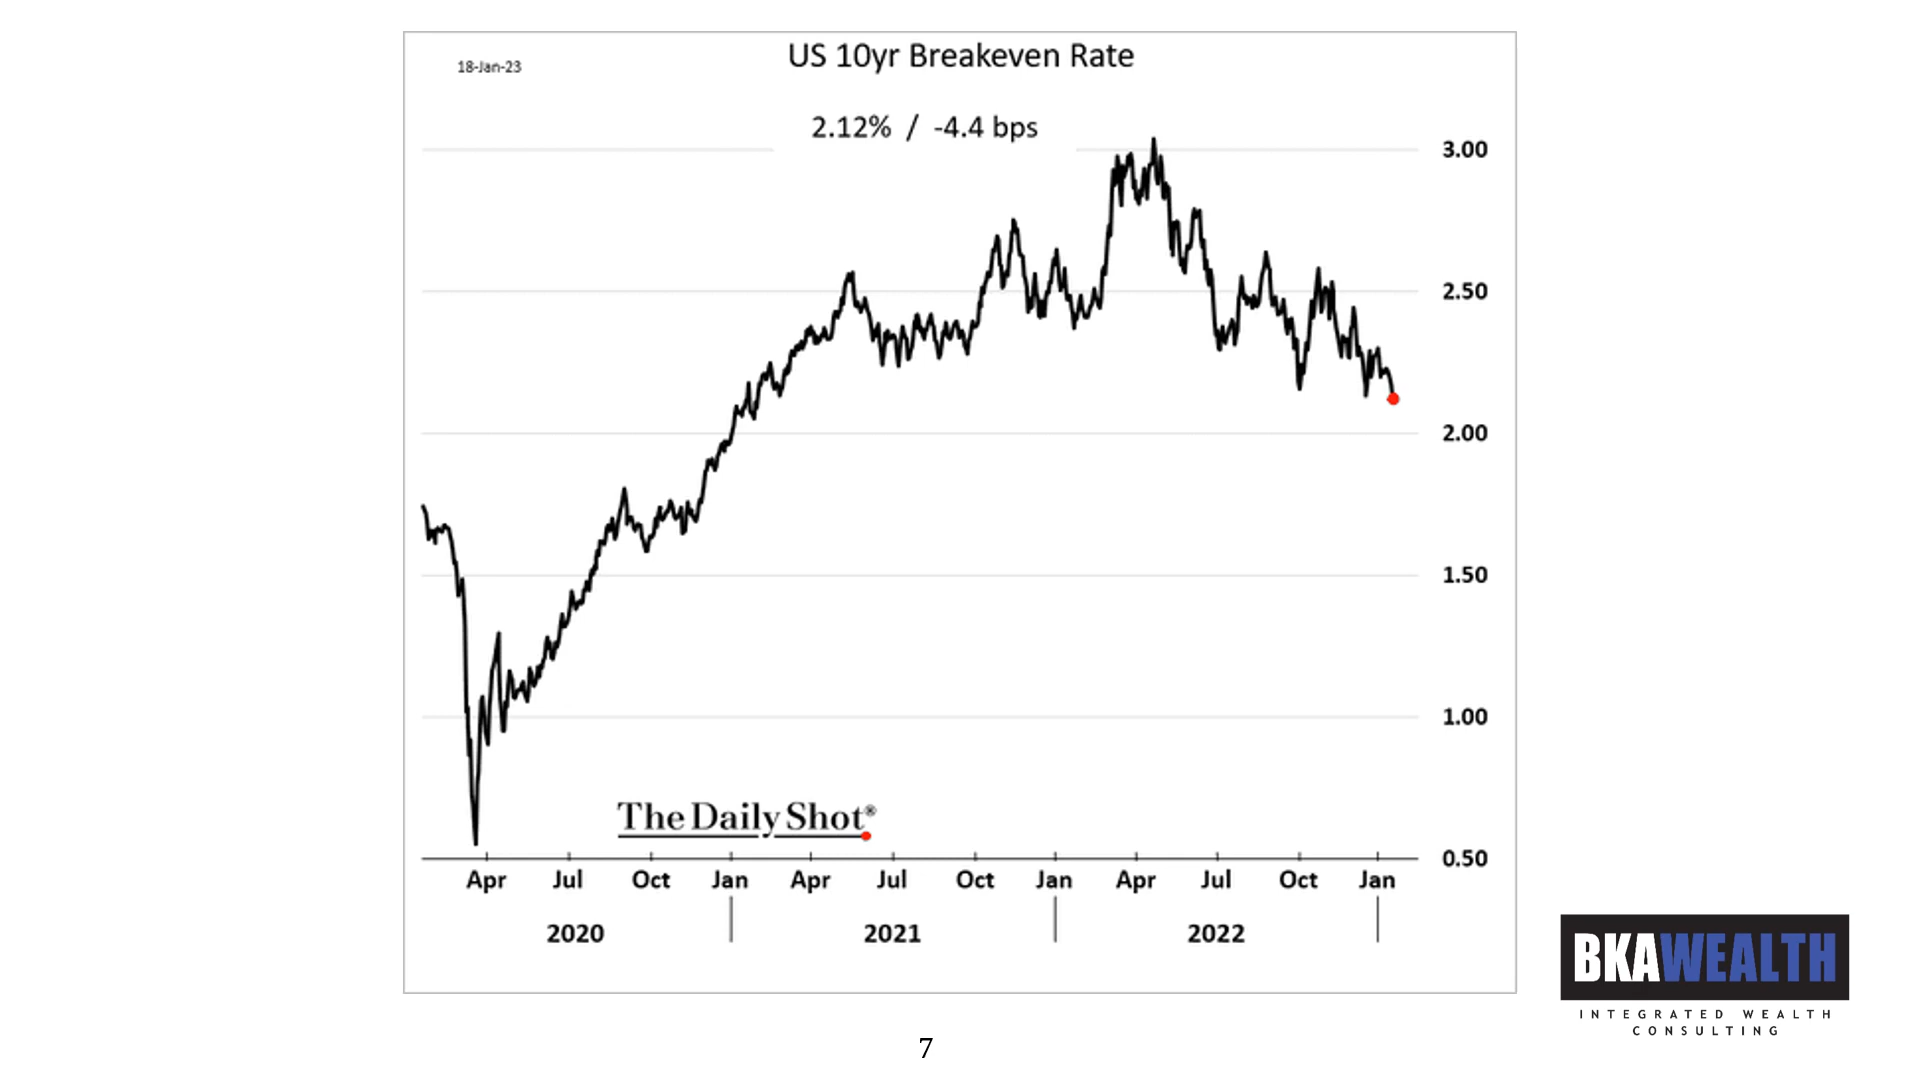 US 10yr Breakeven Rate
18-Jan-23
2.12% / -4.4 bps
3.00
2.50
2.00
1.50
1.00
0.50
The Daily Shot®
Apr Jul Oct Jan Apr Jul Oct Jan Apr Jul Oct Jan
2020 2021 2022
BKAWEALTH
INTEGRATED WEALTH
CONSULTING
7